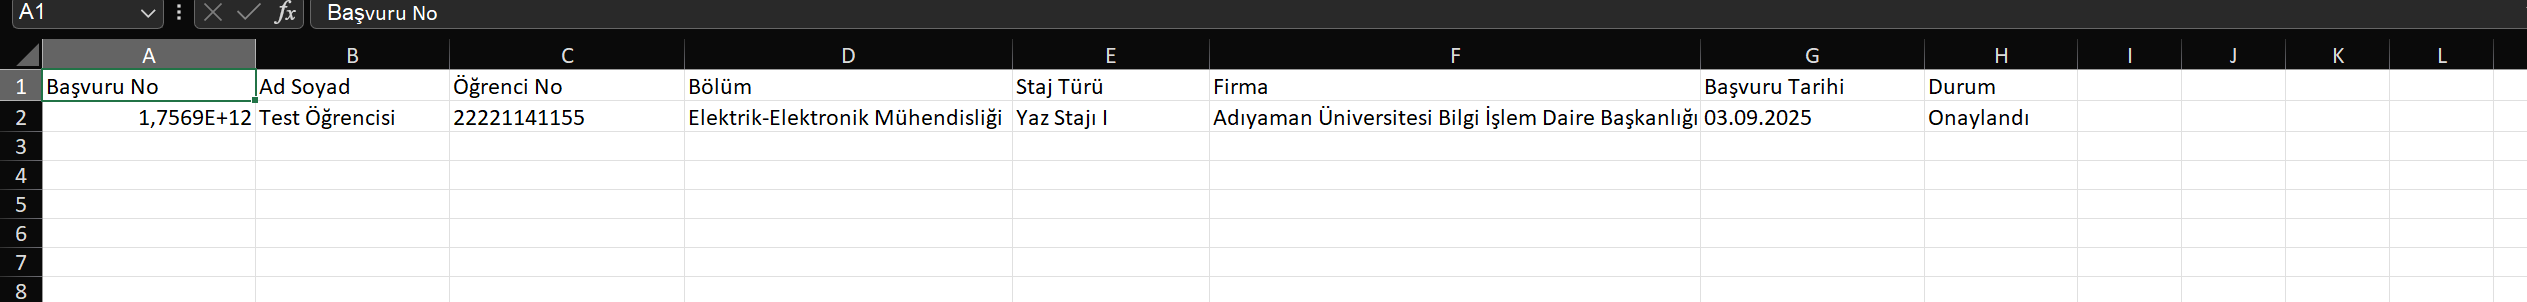 A1 fx Başvuru No
A B C D E F G H I J K L
1 Başvuru No Ad Soyad Öğrenci No Bölüm Staj Türü Firma Başvuru Tarihi Durum
2 1,7569E+12 Test Öğrencisi 22221141155 Elektrik-Elektronik Mühendisliği Yaz Stajı I Adıyaman Üniversitesi Bilgi İşlem Daire Başkanlığı 03.09.2025 Onaylandı
3
4
5
6
7
8